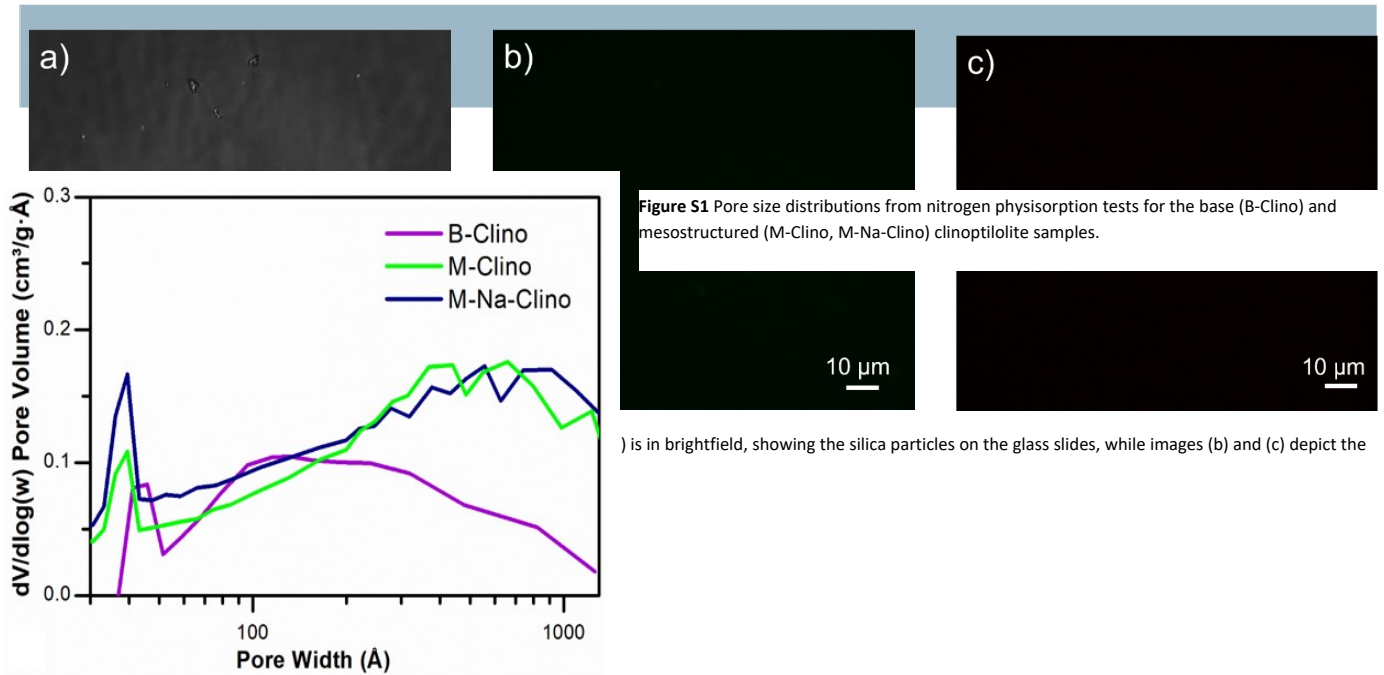 a)
b)
c)
Figure S1 Pore size distributions from nitrogen physisorption tests for the base (B-Clino) and
mesostructured (M-Clino, M-Na-Clino) clinoptilolite samples.
10 µm
10 µm
) is in brightfield, showing the silica particles on the glass slides, while images (b) and (c) depict the
dV/dlog(w) Pore Volume (cm³/g·Å)
0.3
0.2
0.1
0.0
B-Clino
M-Clino
M-Na-Clino
100
1000
Pore Width (Å)